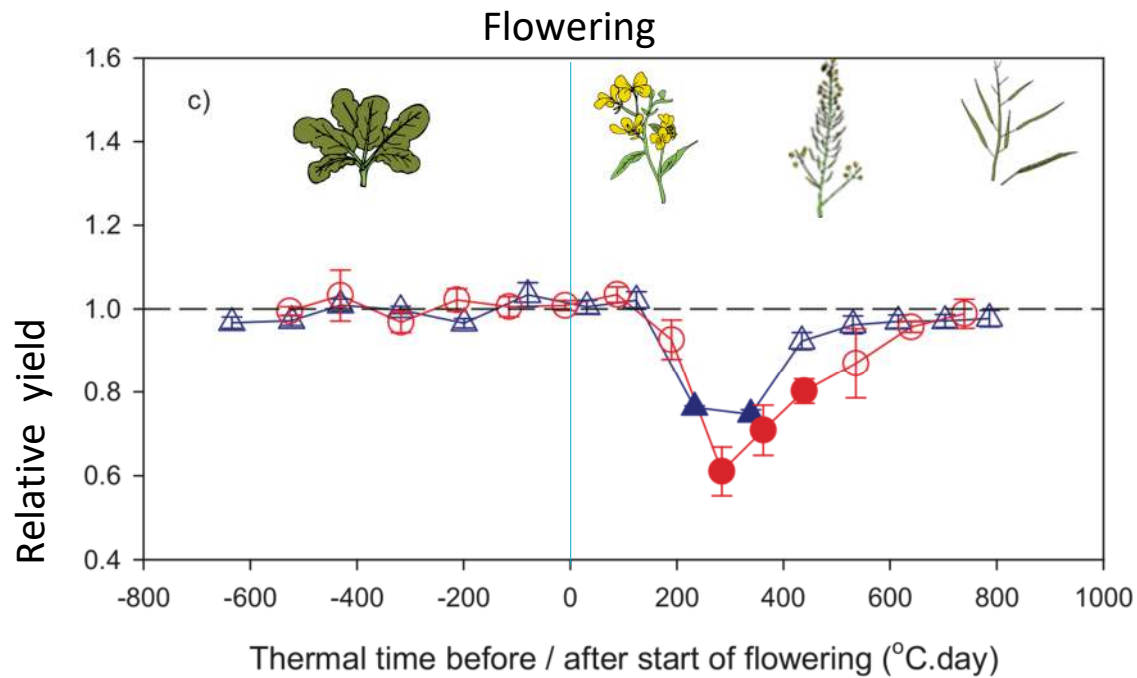 Flowering
c)
1.6
1.4
1.2
1.0
0.8
0.6
0.4
Relative yield
-800 -600 -400 -200 0 200 400 600 800 1000
Thermal time before / after start of flowering (°C.day)